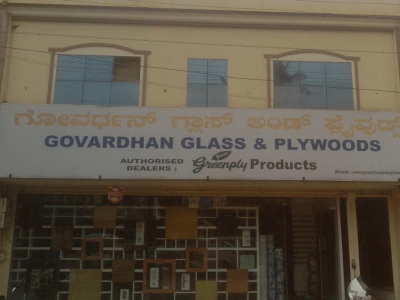 ಗೋವರ್ಧನ್ ಗ್ಲಾಸ್ ಅಂಡ್ ಪ್ಲೈವುಡ್ಸ್
GOVARDHAN GLASS & PLYWOODS
AUTHORISED DEALERS : Greenply Products